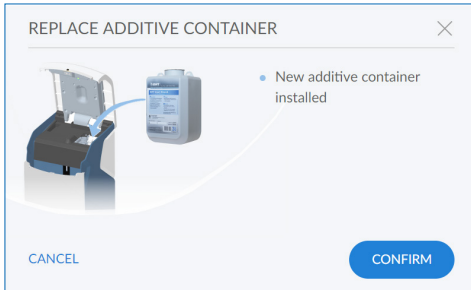 REPLACE ADDITIVE CONTAINER
New additive container
installed
CANCEL
CONFIRM